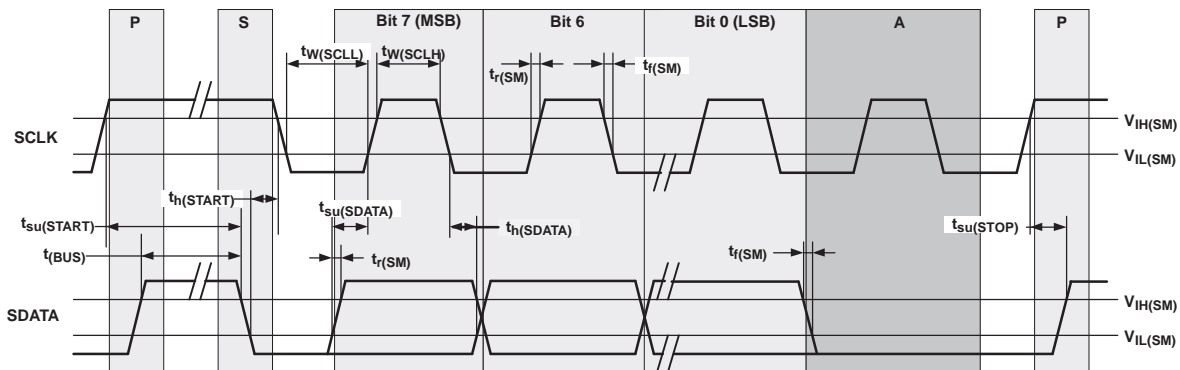 P S Bit 7 (MSB) Bit 6 Bit 0 (LSB) A P
tW(SCLL) tW(SCLH)
tr(SM) tf(SM)
VIH(SM)
SCLK
VIL(SM)
th(START)
tsu(SDATA)
tsu(START) th(SDATA) tsu(STOP)
t(BUS) tr(SM) tf(SM)
VIH(SM)
SDATA
VIL(SM)